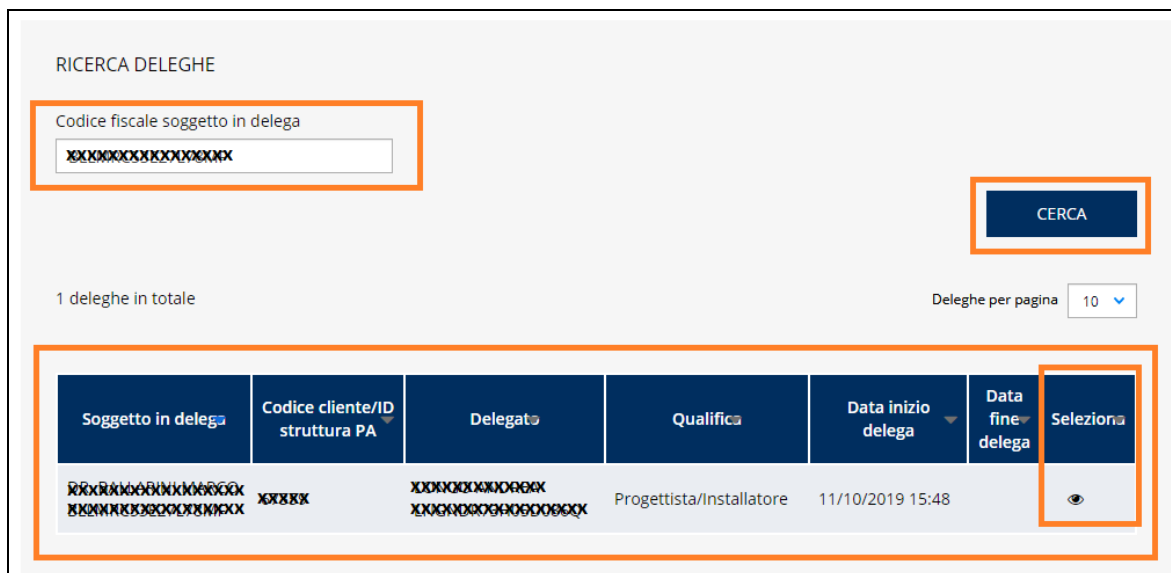 RICERCA DELEGHE
Codice fiscale soggetto in delega
XXXXXXXXXXXXXXXX
CERCA
1 deleghe in totale
Deleghe per pagina 10
Soggetto in delega Codice cliente/ID struttura PA Delegato Qualifica Data inizio delega Data fine delega Seleziona
Progettista/Installatore 11/10/2019 15:48